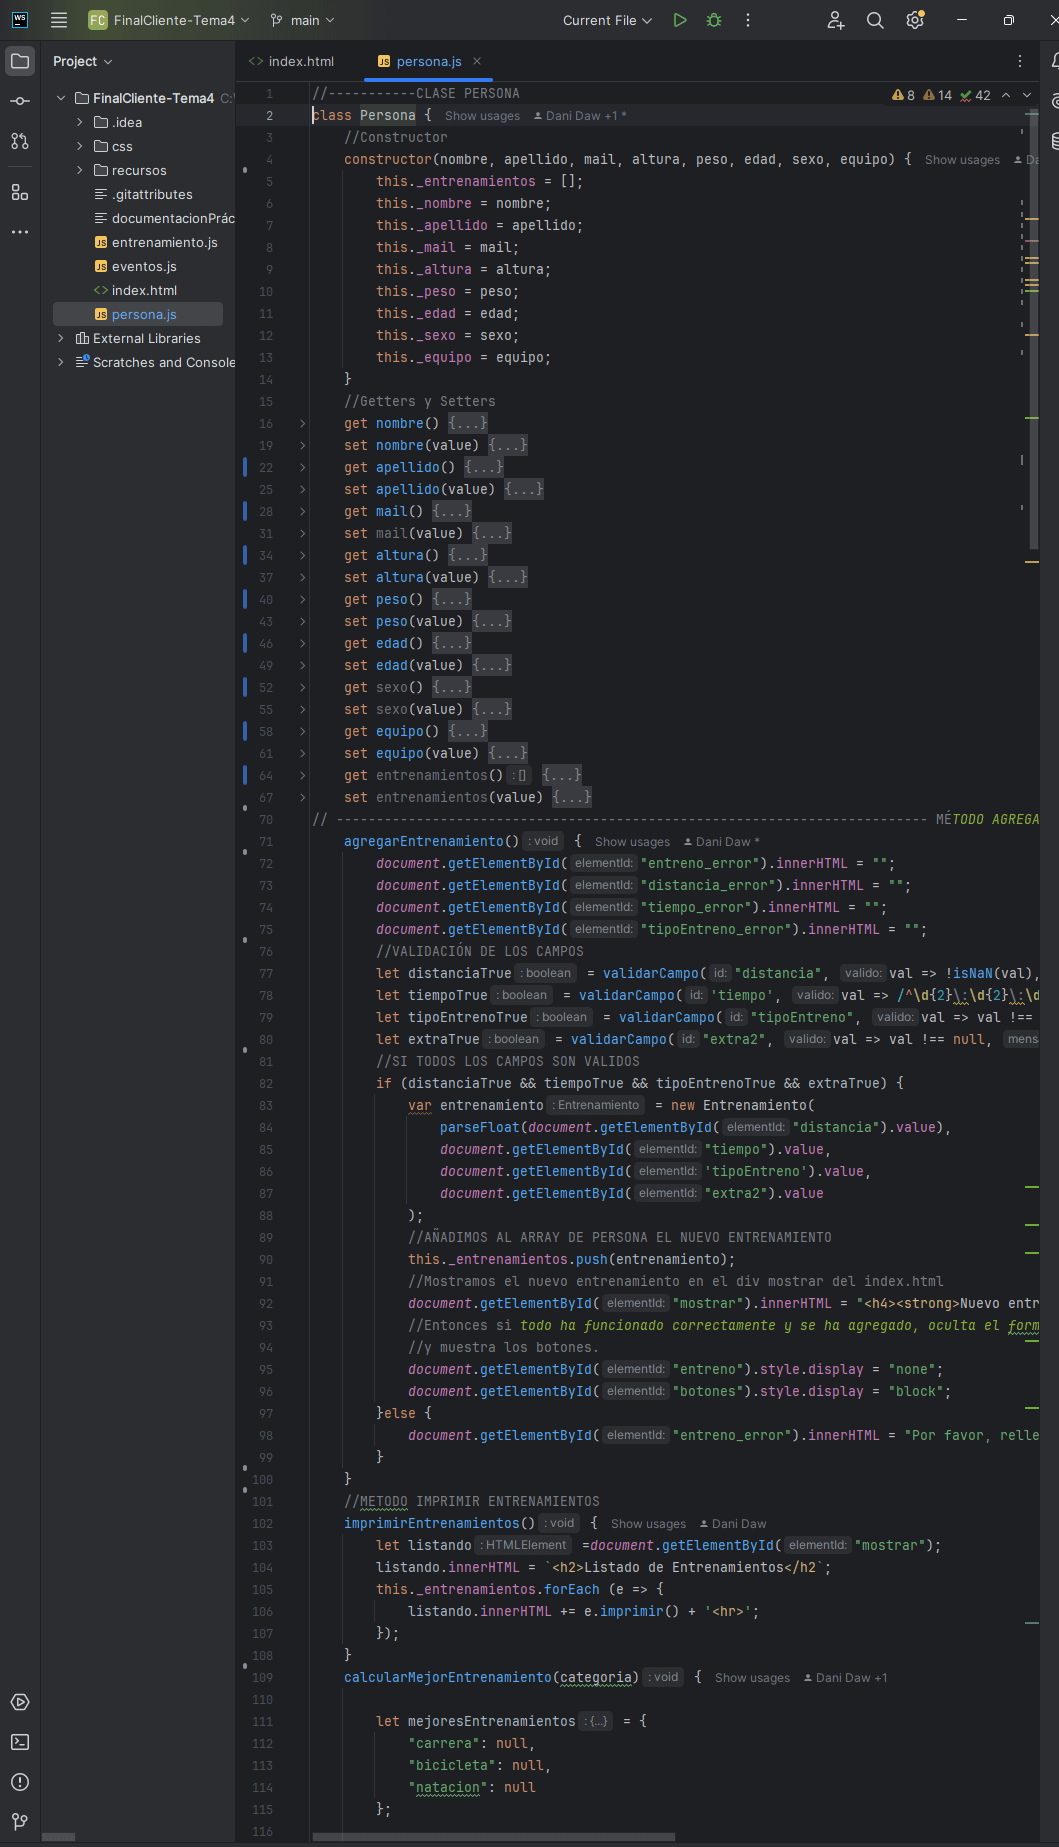 WS FC FinalCliente-Tema4 main Current File
Project
index.html persona.js
FinalCliente-Tema4
.idea
css
recursos
.gitattributes
documentacionPrác
entrenamiento.js
eventos.js
index.html
persona.js
External Libraries
Scratches and Console
8 14 42
1 //-----------CLASE PERSONA
2 class Persona { Show usages Dani Daw +1 *
3 //Constructor
4 constructor(nombre, apellido, mail, altura, peso, edad, sexo, equipo) { Show usages
5 this._entrenamientos = [];
6 this._nombre = nombre;
7 this._apellido = apellido;
8 this._mail = mail;
9 this._altura = altura;
10 this._peso = peso;
11 this._edad = edad;
12 this._sexo = sexo;
13 this._equipo = equipo;
14 }
15 //Getters y Setters
16 get nombre() {...}
19 set nombre(value) {...}
22 get apellido() {...}
25 set apellido(value) {...}
28 get mail() {...}
31 set mail(value) {...}
34 get altura() {...}
37 set altura(value) {...}
40 get peso() {...}
43 set peso(value) {...}
46 get edad() {...}
49 set edad(value) {...}
52 get sexo() {...}
55 set sexo(value) {...}
58 get equipo() {...}
61 set equipo(value) {...}
64 get entrenamientos() : [] {...}
67 set entrenamientos(value) {...}
70 // -------------------------------------------------------------------------- MÉTODO AGREGA
71 agregarEntrenamiento() : void { Show usages Dani Daw *
72 document.getElementById( elementId: "entreno_error").innerHTML = "";
73 document.getElementById( elementId: "distancia_error").innerHTML = "";
74 document.getElementById( elementId: "tiempo_error").innerHTML = "";
75 document.getElementById( elementId: "tipoEntreno_error").innerHTML = "";
76 //VALIDACIÓN DE LOS CAMPOS
77 let distanciaTrue : boolean = validarCampo( id: "distancia", valido: val => !isNaN(val),
78 let tiempoTrue : boolean = validarCampo( id: 'tiempo', valido: val => /^\d{2}\:\d{2}\:\d
79 let tipoEntrenoTrue : boolean = validarCampo( id: "tipoEntreno", valido: val => val !==
80 let extraTrue : boolean = validarCampo( id: "extra2", valido: val => val !== null, mens
81 //SI TODOS LOS CAMPOS SON VALIDOS
82 if (distanciaTrue && tiempoTrue && tipoEntrenoTrue && extraTrue) {
83 var entrenamiento : Entrenamiento = new Entrenamiento(
84 parseFloat(document.getElementById( elementId: "distancia").value),
85 document.getElementById( elementId: "tiempo").value,
86 document.getElementById( elementId: 'tipoEntreno').value,
87 document.getElementById( elementId: "extra2").value
88 );
89 //AÑADIMOS AL ARRAY DE PERSONA EL NUEVO ENTRENAMIENTO
90 this._entrenamientos.push(entrenamiento);
91 //Mostramos el nuevo entrenamiento en el div mostrar del index.html
92 document.getElementById( elementId: "mostrar").innerHTML = "<h4><strong>Nuevo entr
93 //Entonces si todo ha funcionado correctamente y se ha agregado, oculta el form
94 //y muestra los botones.
95 document.getElementById( elementId: "entreno").style.display = "none";
96 document.getElementById( elementId: "botones").style.display = "block";
97 }else {
98 document.getElementById( elementId: "entreno_error").innerHTML = "Por favor, relle
99 }
100 }
101 //METODO IMPRIMIR ENTRENAMIENTOS
102 imprimirEntrenamientos() : void { Show usages Dani Daw
103 let listando : HTMLElement =document.getElementById( elementId: "mostrar");
104 listando.innerHTML = `<h2>Listado de Entrenamientos</h2`;
105 this._entrenamientos.forEach (e => {
106 listando.innerHTML += e.imprimir() + '<hr>';
107 });
108 }
109 calcularMejorEntrenamiento(categoria) : void { Show usages Dani Daw +1
110
111 let mejoresEntrenamientos : {...} = {
112 "carrera": null,
113 "bicicleta": null,
114 "natacion": null
115 };
116